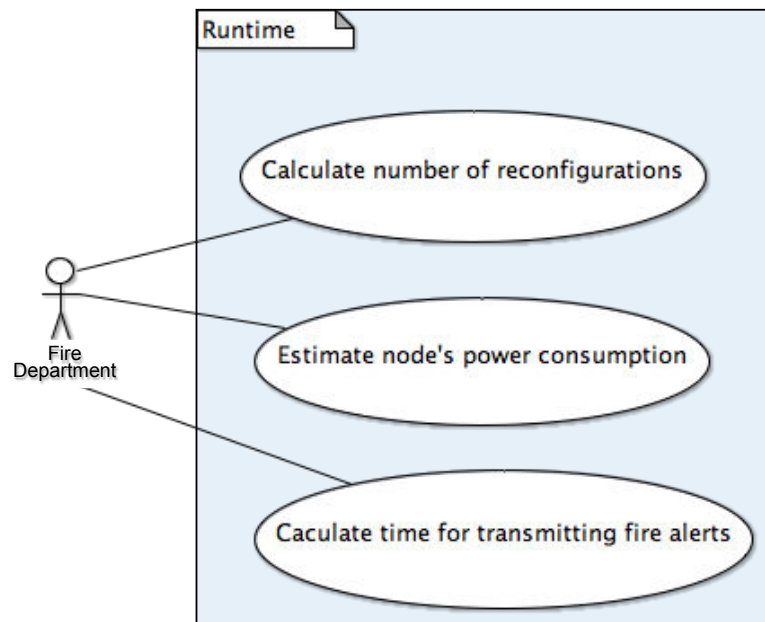 Runtime
Calculate number of reconfigurations
Fire
Department
Estimate node's power consumption
Caculate time for transmitting fire alerts